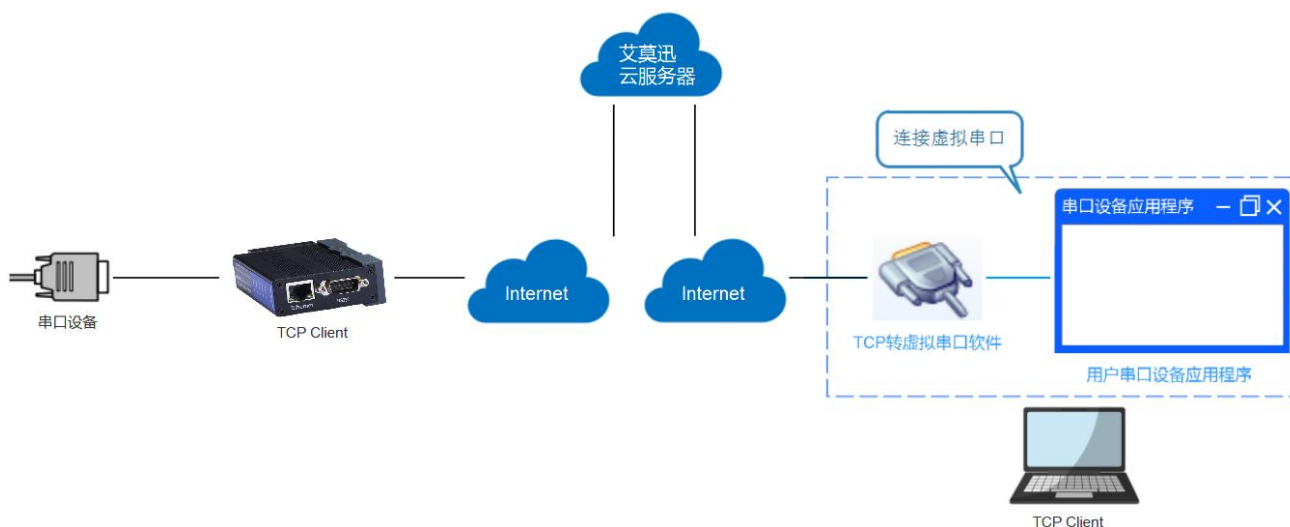 艾莫迅
云服务器
连接虚拟串口
串口设备应用程序
Internet
Internet
串口设备
TCP Client
TCP转虚拟串口软件
用户串口设备应用程序
TCP Client